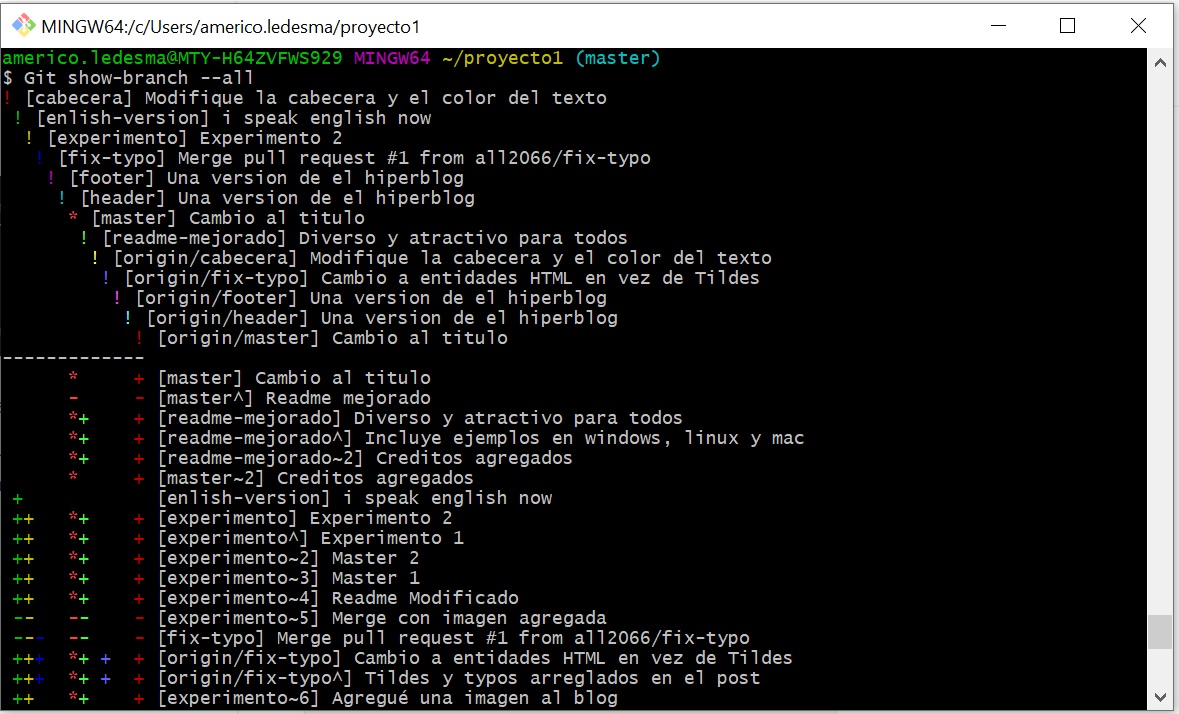 MINGW64:/c/Users/americo.ledesma/proyecto1
americo.ledesma@MTY-H64ZVFWS929 MINGW64 ~/proyecto1 (master)
$ Git show-branch --all
! [cabecera] Modifique la cabecera y el color del texto
 ! [enlish-version] i speak english now
  ! [experimento] Experimento 2
   ! [fix-typo] Merge pull request #1 from all2066/fix-typo
    ! [footer] Una version de el hiperblog
     ! [header] Una version de el hiperblog
      * [master] Cambio al titulo
       ! [readme-mejorado] Diverso y atractivo para todos
        ! [origin/cabecera] Modifique la cabecera y el color del texto
         ! [origin/fix-typo] Cambio a entidades HTML en vez de Tildes
          ! [origin/footer] Una version de el hiperblog
           ! [origin/header] Una version de el hiperblog
            ! [origin/master] Cambio al titulo
-------------
      *     + [master] Cambio al titulo
      -     - [master^] Readme mejorado
      *+    + [readme-mejorado] Diverso y atractivo para todos
      *+    + [readme-mejorado^] Incluye ejemplos en windows, linux y mac
      *+    + [readme-mejorado~2] Creditos agregados
      *     + [master~2] Creditos agregados
 +            [enlish-version] i speak english now
 ++   *+    + [experimento] Experimento 2
 ++   *+    + [experimento^] Experimento 1
 ++   *+    + [experimento~2] Master 2
 ++   *+    + [experimento~3] Master 1
 ++   *+    + [experimento~4] Readme Modificado
 --   --    - [experimento~5] Merge con imagen agregada
 ---  --    - [fix-typo] Merge pull request #1 from all2066/fix-typo
 +++  *+ +  + [origin/fix-typo] Cambio a entidades HTML en vez de Tildes
 +++  *+ +  + [origin/fix-typo^] Tildes y typos arreglados en el post
 ++   *+    + [experimento~6] Agregué una imagen al blog